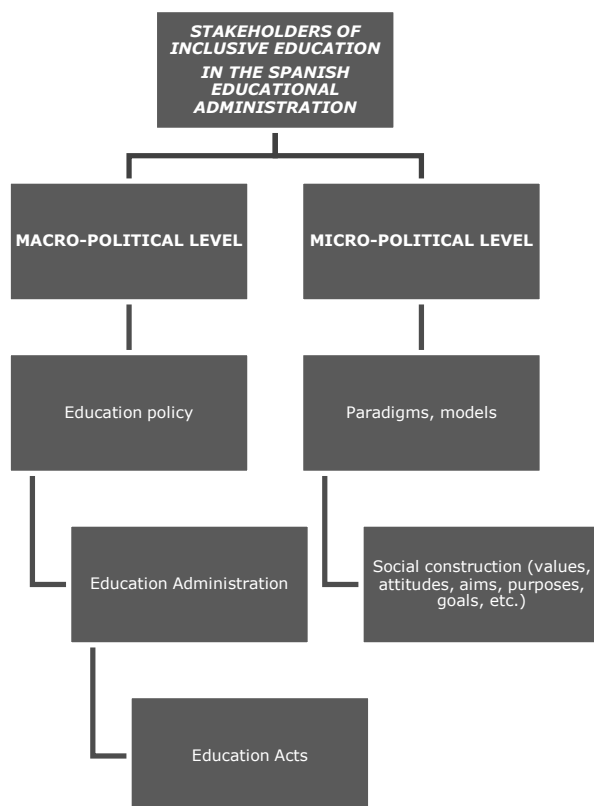 STAKEHOLDERS OF
INCLUSIVE EDUCATION
IN THE SPANISH
EDUCATIONAL
ADMINISTRATION
MACRO-POLITICAL LEVEL
MICRO-POLITICAL LEVEL
Education policy
Paradigms, models
Education Administration
Social construction (values,
attitudes, aims, purposes,
goals, etc.)
Education Acts